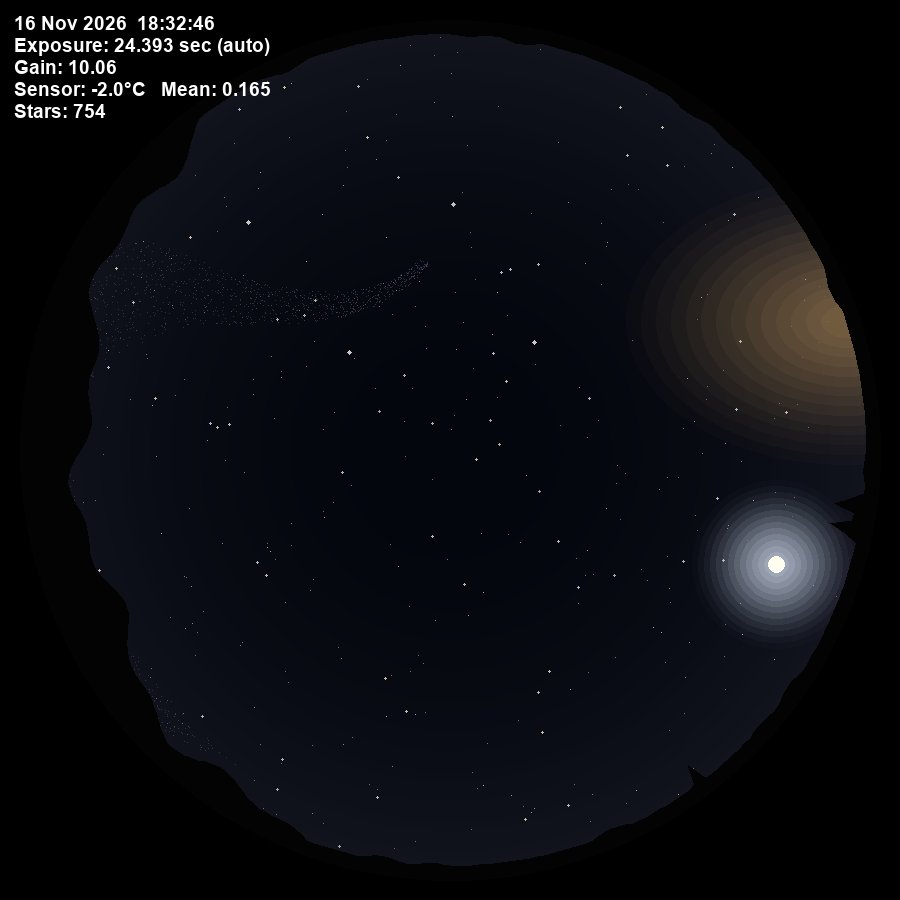 16 Nov 2026  18:32:46
Exposure: 24.393 sec (auto)
Gain: 10.06
Sensor: -2.0°C   Mean: 0.165
Stars: 754